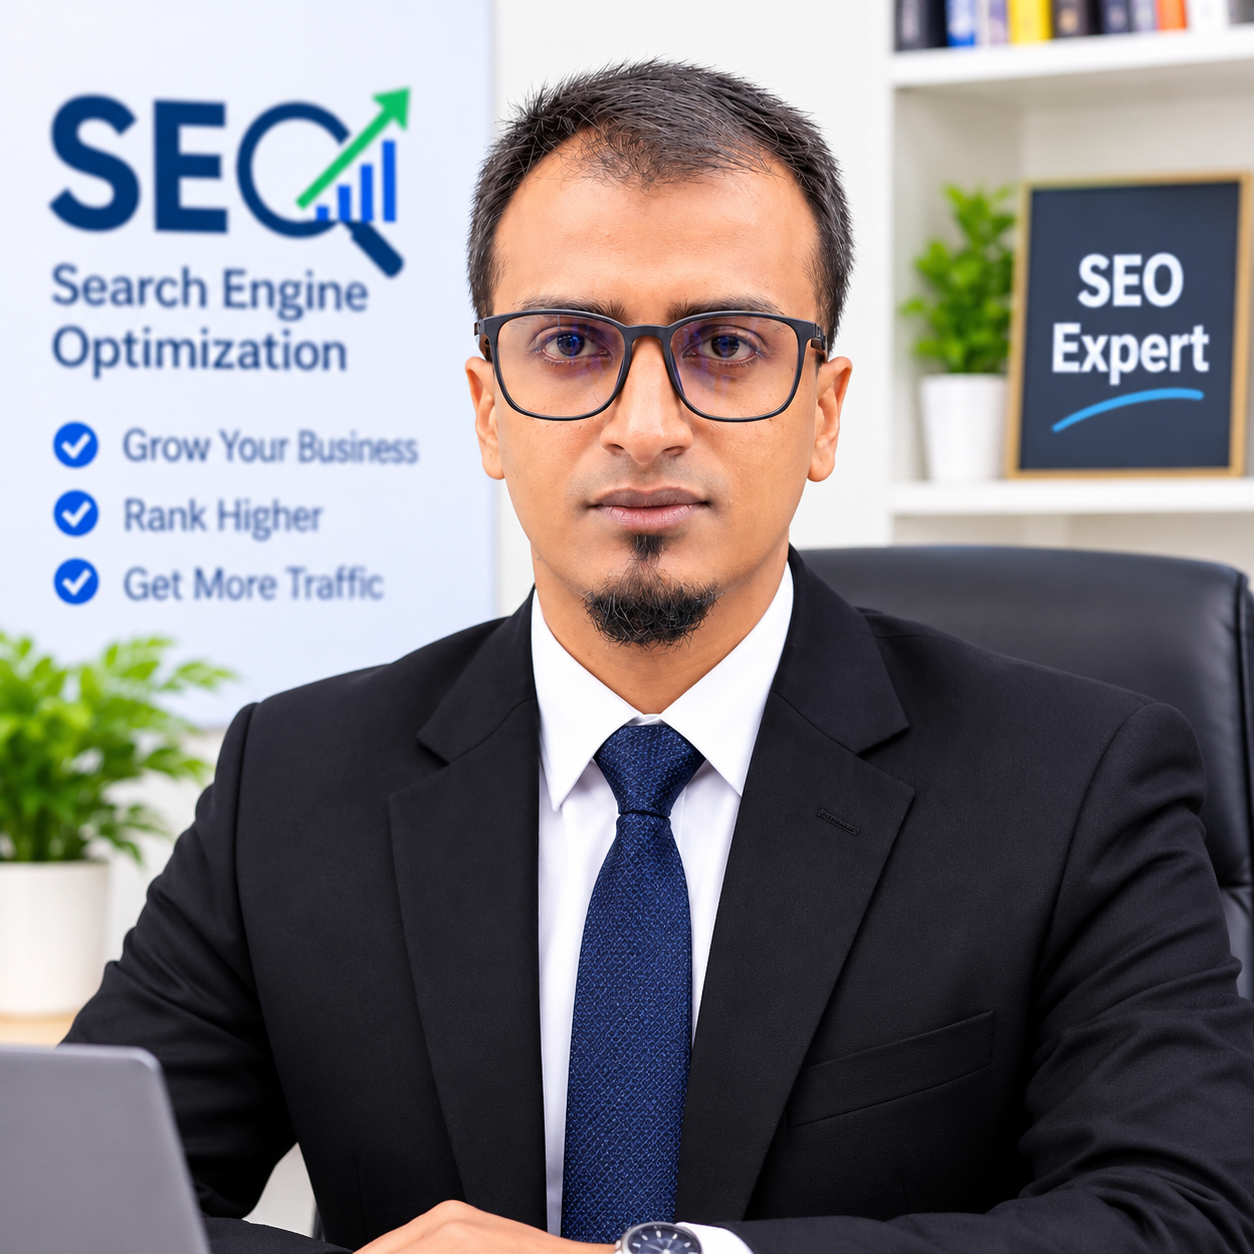 SEO
Search Engine
Optimization
Grow Your Business
Rank Higher
Get More Traffic
SEO
Expert